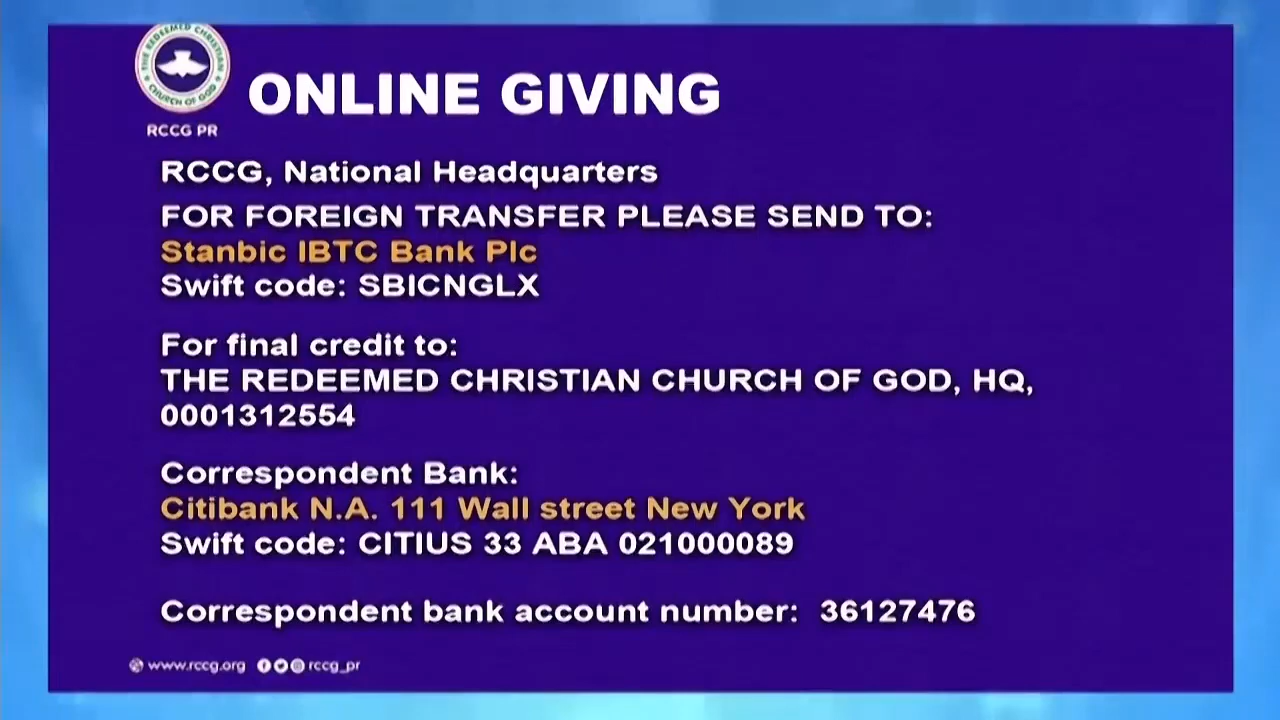 THE REDEEMED CHRISTIAN
CHURCH OF GOD
RCCG PR
ONLINE GIVING
RCCG, National Headquarters
FOR FOREIGN TRANSFER PLEASE SEND TO:
Stanbic IBTC Bank Plc
Swift code: SBICNGLX
For final credit to:
THE REDEEMED CHRISTIAN CHURCH OF GOD, HQ,
0001312554
Correspondent Bank:
Citibank N.A. 111 Wall street New York
Swift code: CITIUS 33 ABA 021000089
Correspondent bank account number: 36127476
www.rccg.org rccg_pr